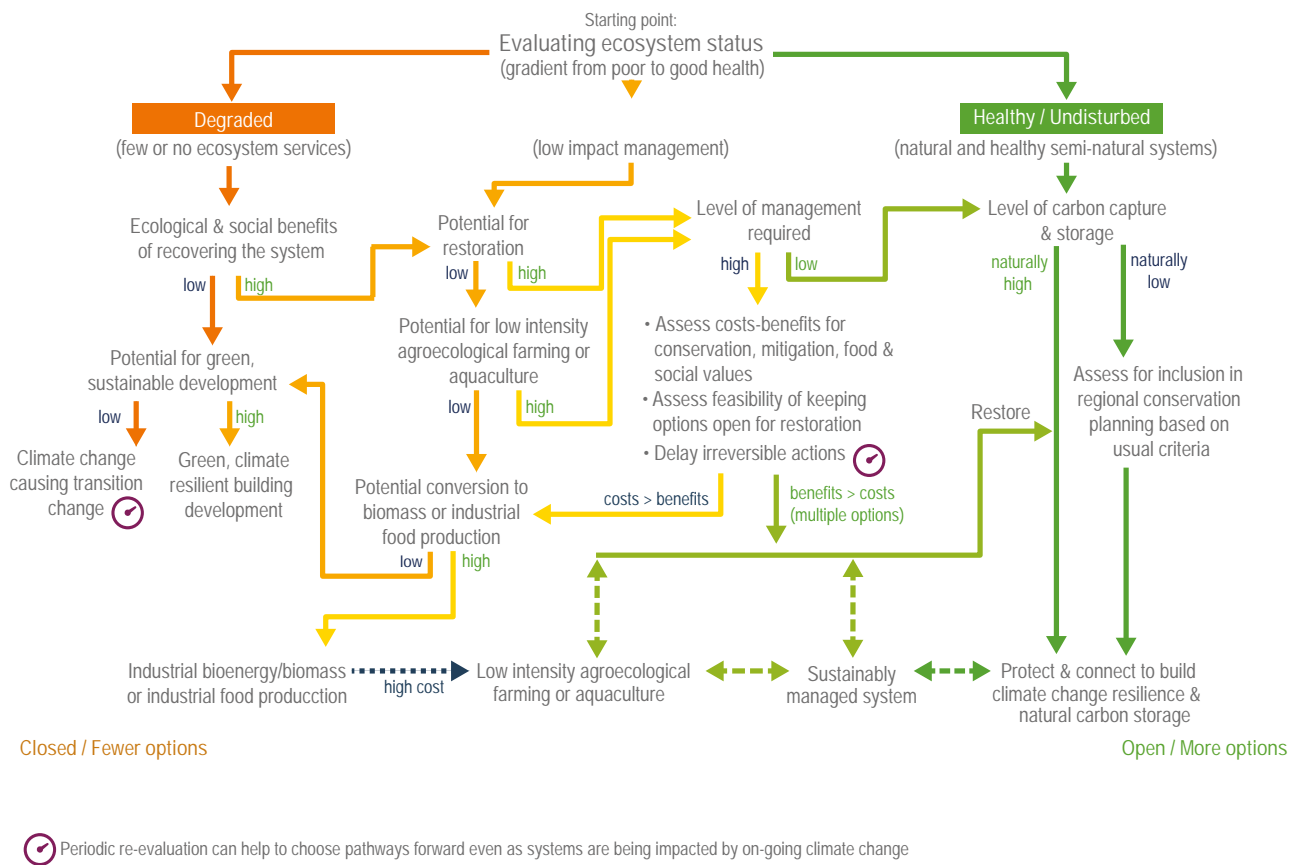 Starting point:
Evaluating ecosystem status
(gradient from poor to good health)
Degraded
(few or no ecosystem services)
(low impact management)
Healthy / Undisturbed
(natural and healthy semi-natural systems)
Ecological & social benefits
of recovering the system
low
high
Potential for
restoration
low
high
Level of management
required
high
low
Level of carbon capture
& storage
naturally
high
naturally
low
Potential for green,
sustainable development
low
high
Potential for low intensity
agroecological farming or
aquaculture
low
high
• Assess costs-benefits for
conservation, mitigation, food &
social values
• Assess feasibility of keeping
options open for restoration
• Delay irreversible actions
Assess for inclusion in
regional conservation
planning based on
usual criteria
Restore
Climate change
causing transition
change
Green, climate
resilient building
development
Potential conversion to
biomass or industrial
food production
low
high
costs > benefits
benefits > costs
(multiple options)
Industrial bioenergy/biomass
or industrial food production
high cost
Low intensity agroecological
farming or aquaculture
Sustainably
managed system
Protect & connect to build
climate change resilience &
natural carbon storage
Closed / Fewer options
Open / More options
Periodic re-evaluation can help to choose pathways forward even as systems are being impacted by on-going climate change